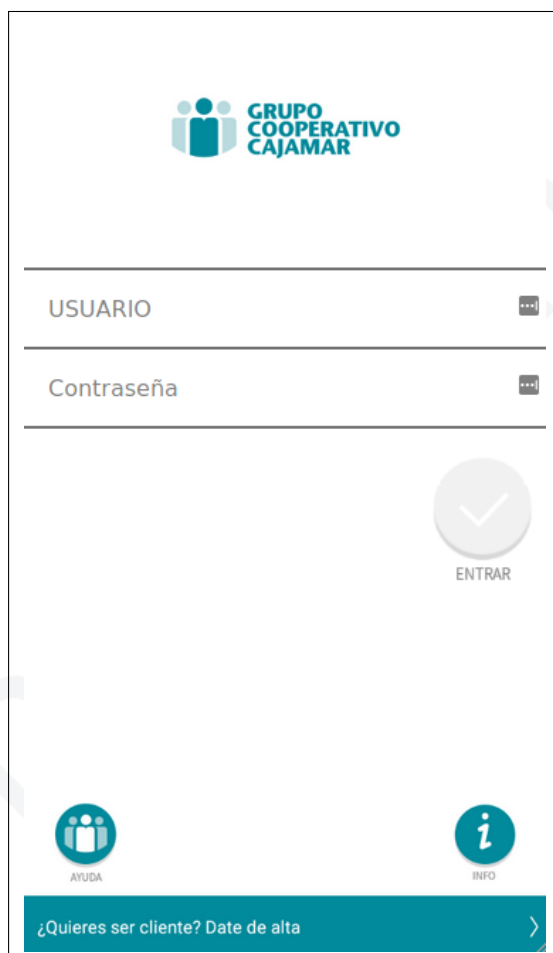 GRUPO
COOPERATIVO
CAJAMAR
USUARIO
Contraseña
ENTRAR
AYUDA
INFO
¿Quieres ser cliente? Date de alta